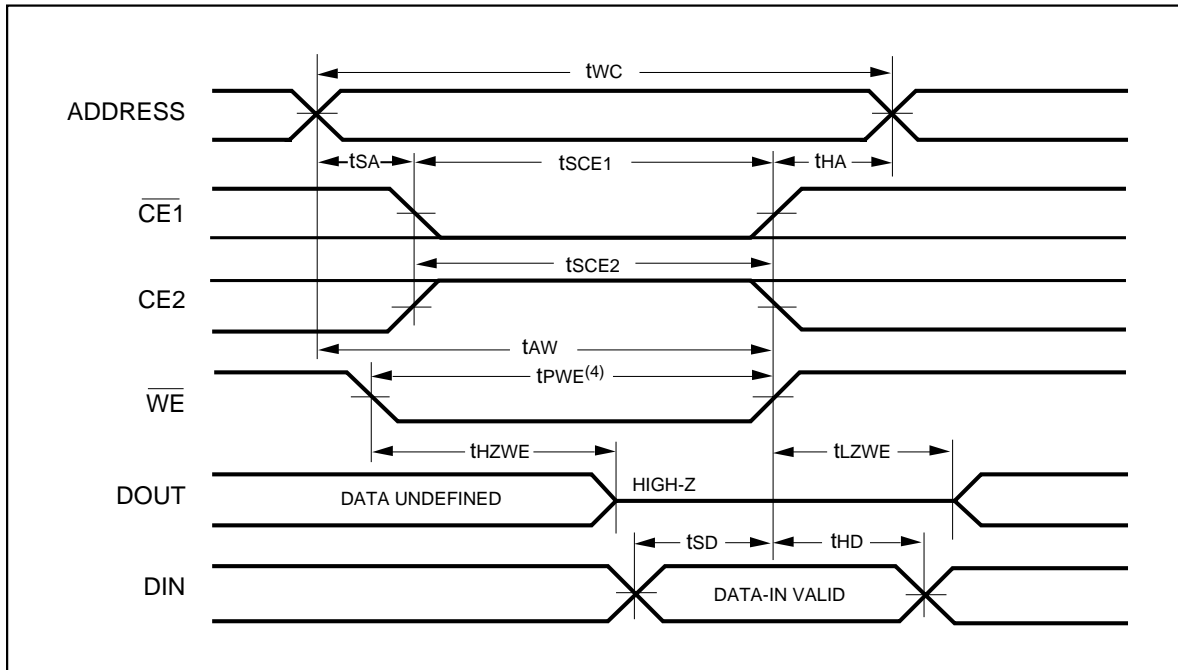 tWC
ADDRESS
tSA
tSCE1
tHA
CE1
tSCE2
CE2
tAW
tPWE(4)
WE
tHZWE
tLZWE
DOUT
DATA UNDEFINED
HIGH-Z
tSD
tHD
DIN
DATA-IN VALID